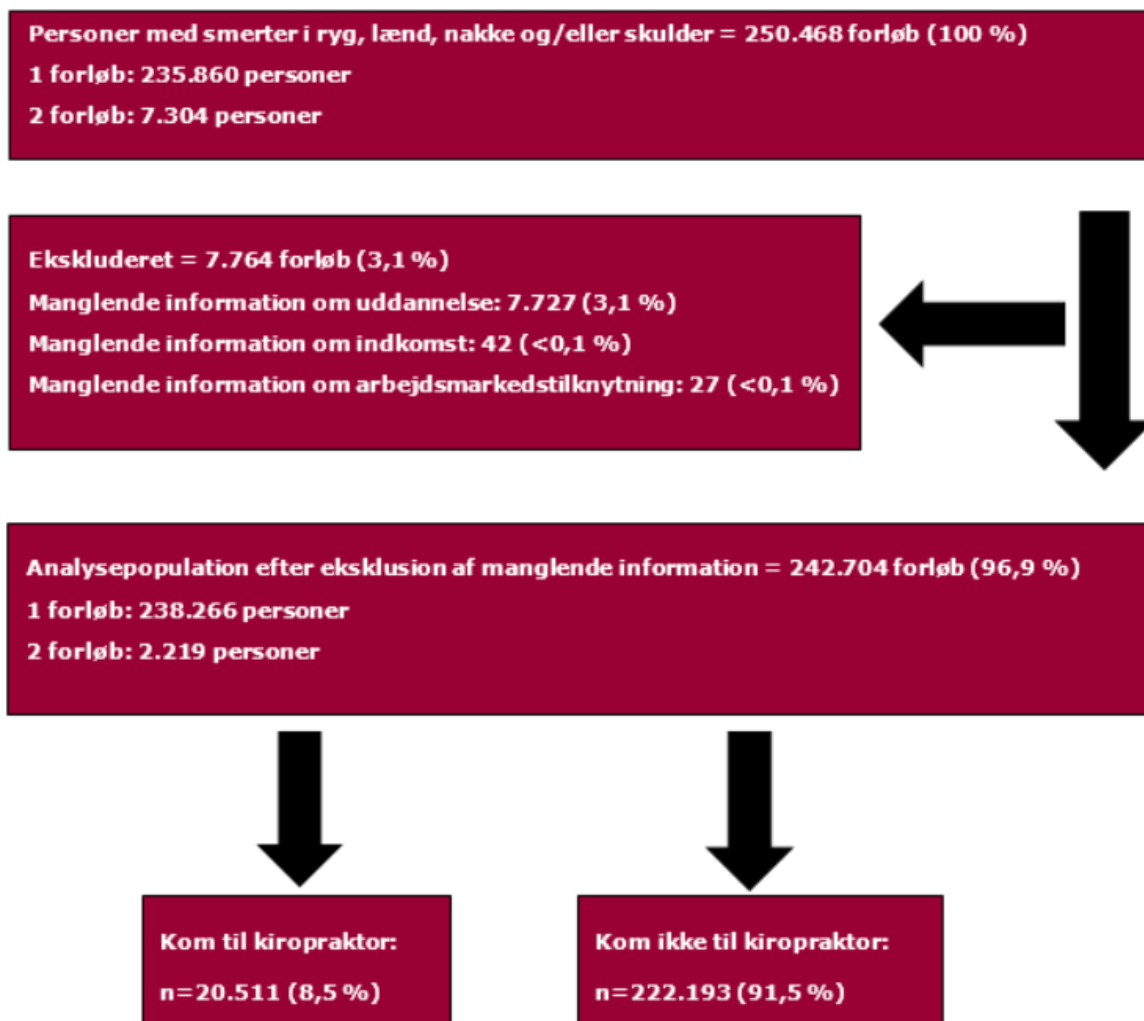 Personer med smerter i ryg, lænd, nakke og/eller skulder = 250.468 forløb (100 %)
1 forløb: 235.860 personer
2 forløb: 7.304 personer
Ekskluderet = 7.764 forløb (3,1 %)
Manglende information om uddannelse: 7.727 (3,1 %)
Manglende information om indkomst: 42 (<0,1 %)
Manglende information om arbejdsmarkedstilknytning: 27 (<0,1 %)
Analysepopulation efter eksklusion af manglende information = 242.704 forløb (96,9 %)
1 forløb: 238.266 personer
2 forløb: 2.219 personer
Kom til kiropraktor:
n=20.511 (8,5 %)
Kom ikke til kiropraktor:
n=222.193 (91,5 %)